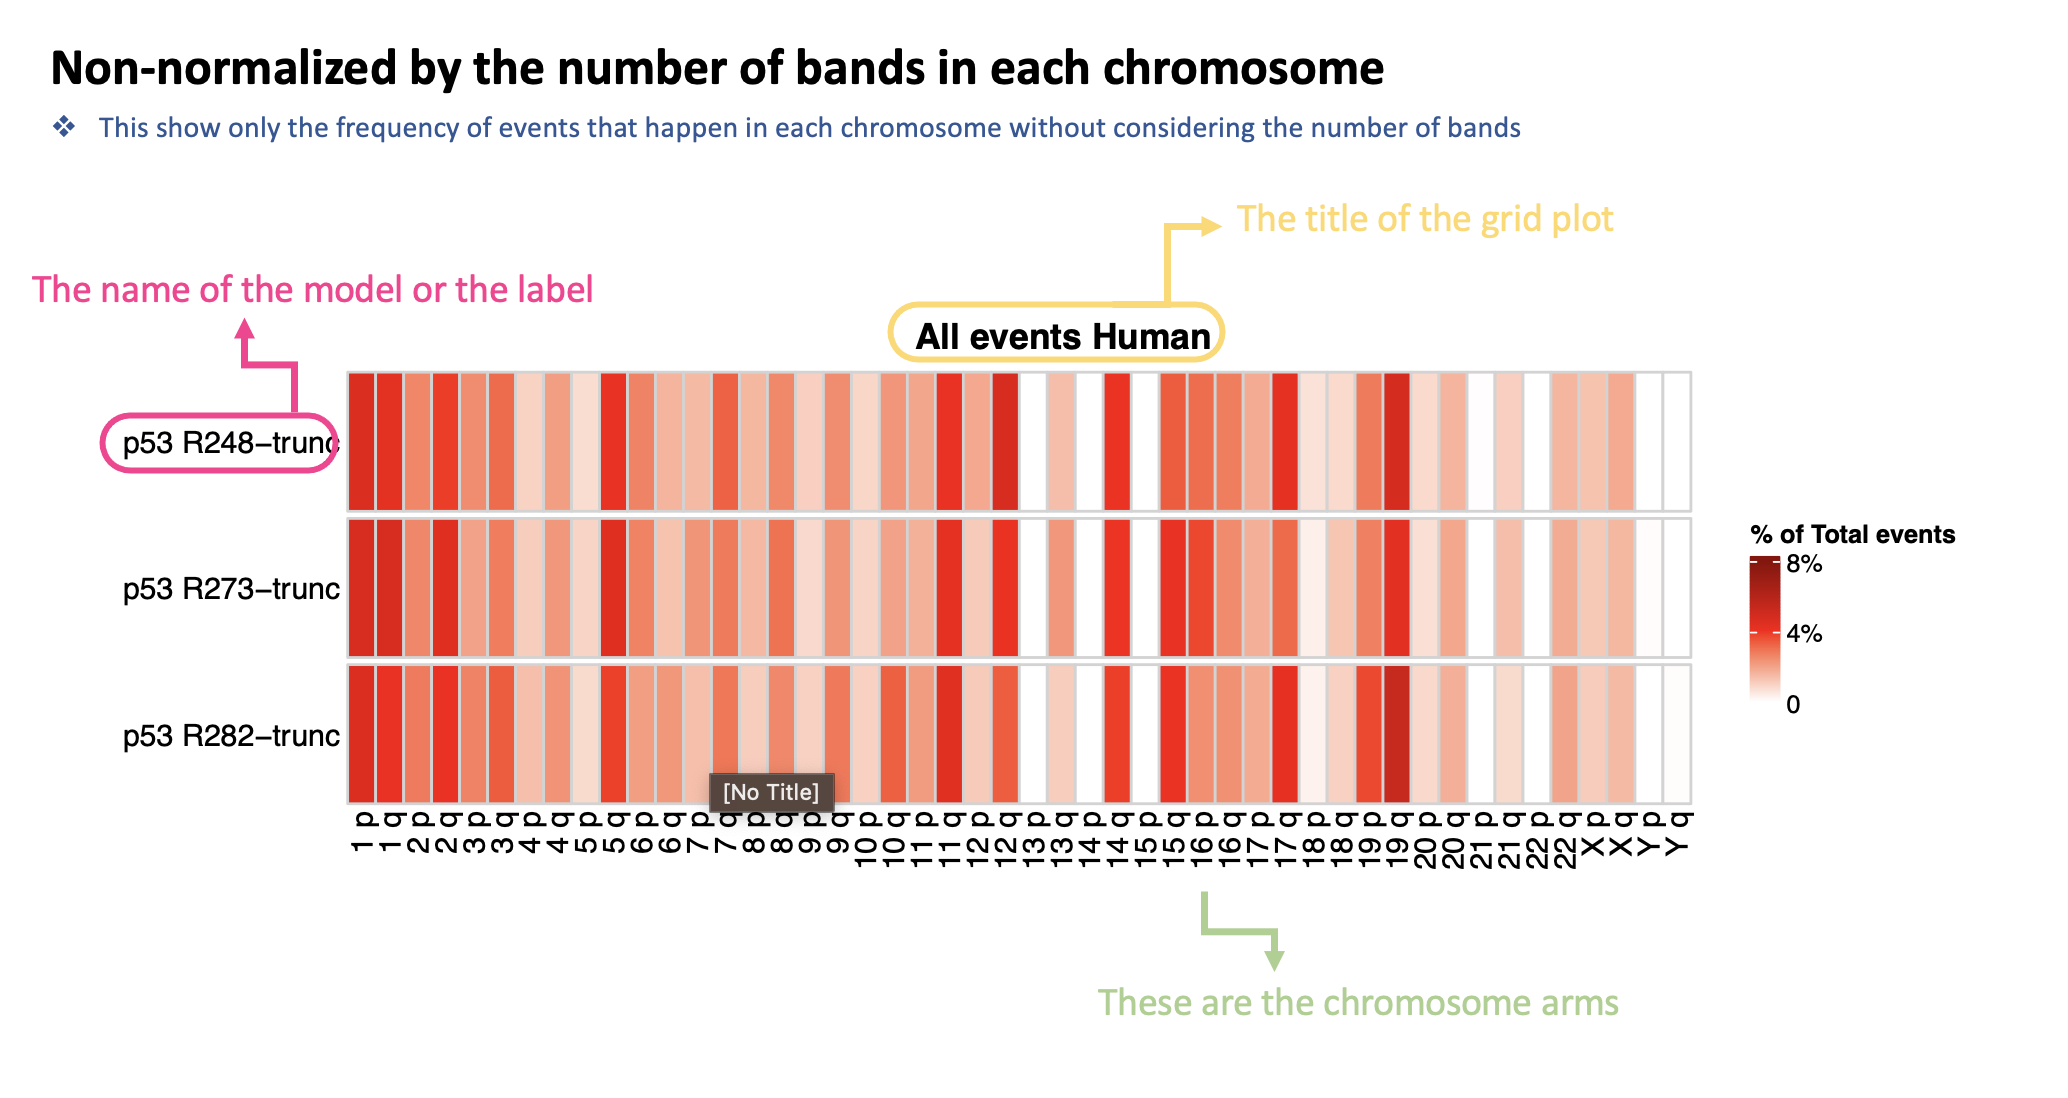 Non-normalized by the number of bands in each chromosome
❖ This show only the frequency of events that happen in each chromosome without considering the number of bands
The title of the grid plot
The name of the model or the label
All events Human
p53 R248–trunc
p53 R273–trunc
p53 R282–trunc
% of Total events
8%
4%
0
[No Title]
1 p
1 q
2 p
2 q
3 p
3 q
4 p
4 q
5 p
5 q
6 p
6 q
7 p
7 q
8 p
8 q
9 p
9 q
10 p
10 q
11 p
11 q
12 p
12 q
13 p
13 q
14 p
14 q
15 p
15 q
16 p
16 q
17 p
17 q
18 p
18 q
19 p
19 q
20 p
20 q
21 p
21 q
22 p
22 q
X p
X q
Y p
Y q
These are the chromosome arms